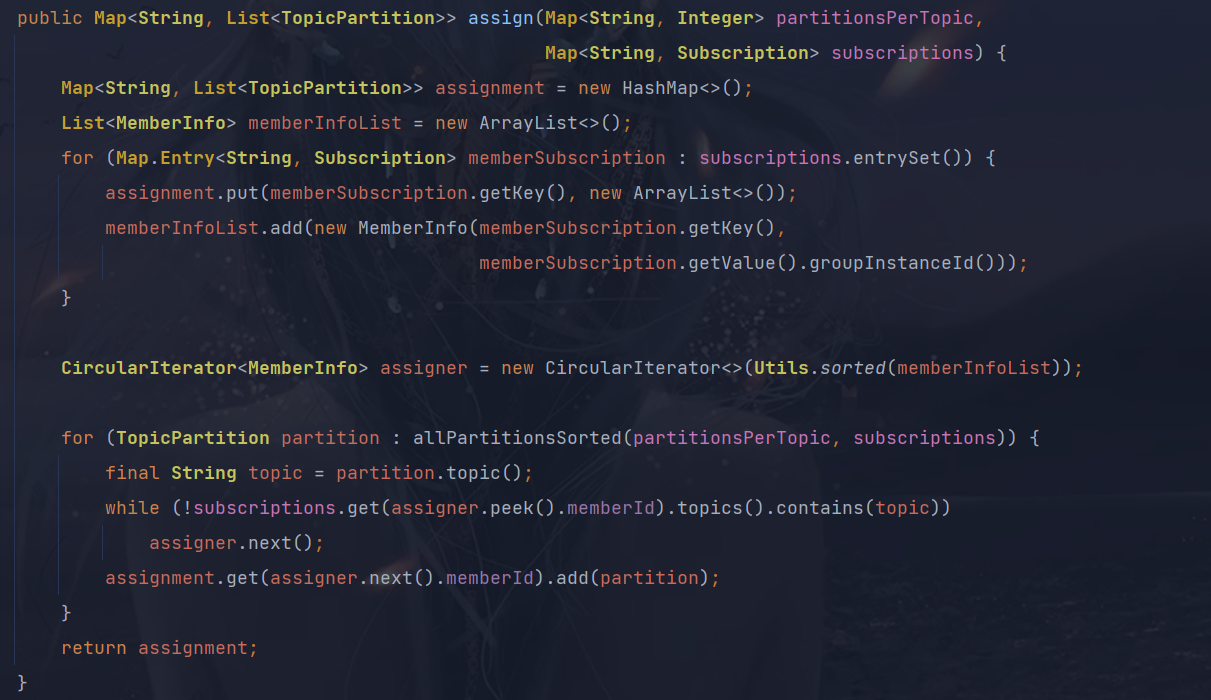 public Map<String, List<TopicPartition>> assign(Map<String, Integer> partitionsPerTopic,
                                                Map<String, Subscription> subscriptions) {
    Map<String, List<TopicPartition>> assignment = new HashMap<>();
    List<MemberInfo> memberInfoList = new ArrayList<>();
    for (Map.Entry<String, Subscription> memberSubscription : subscriptions.entrySet()) {
        assignment.put(memberSubscription.getKey(), new ArrayList<>());
        memberInfoList.add(new MemberInfo(memberSubscription.getKey(),
                                          memberSubscription.getValue().groupInstanceId()));
    }

    CircularIterator<MemberInfo> assigner = new CircularIterator<>(Utils.sorted(memberInfoList));

    for (TopicPartition partition : allPartitionsSorted(partitionsPerTopic, subscriptions)) {
        final String topic = partition.topic();
        while (!subscriptions.get(assigner.peek().memberId).topics().contains(topic))
            assigner.next();
        assignment.get(assigner.next().memberId).add(partition);
    }
    return assignment;
}